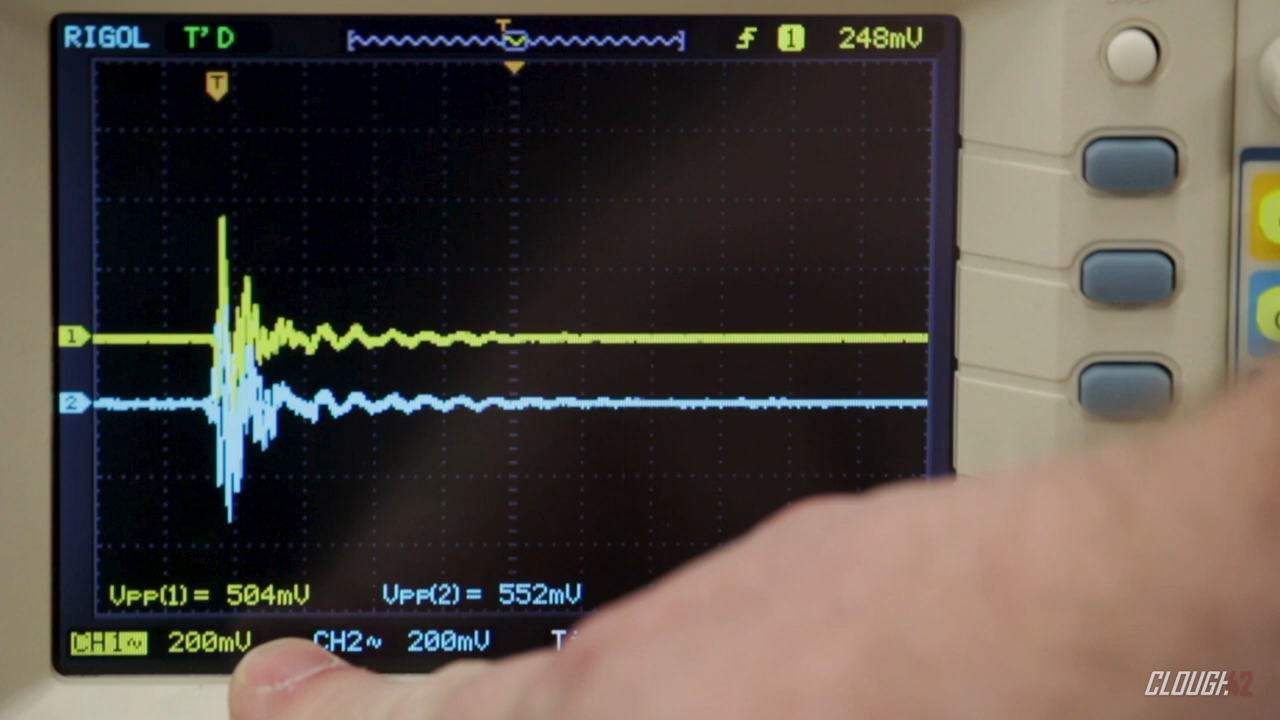 RIGOL T'D T 1 248mV
T
1
2
VPP(1)= 504mV VPP(2)= 552mV
CH1~ 200mV CH2~ 200mV T
CLOUGH42